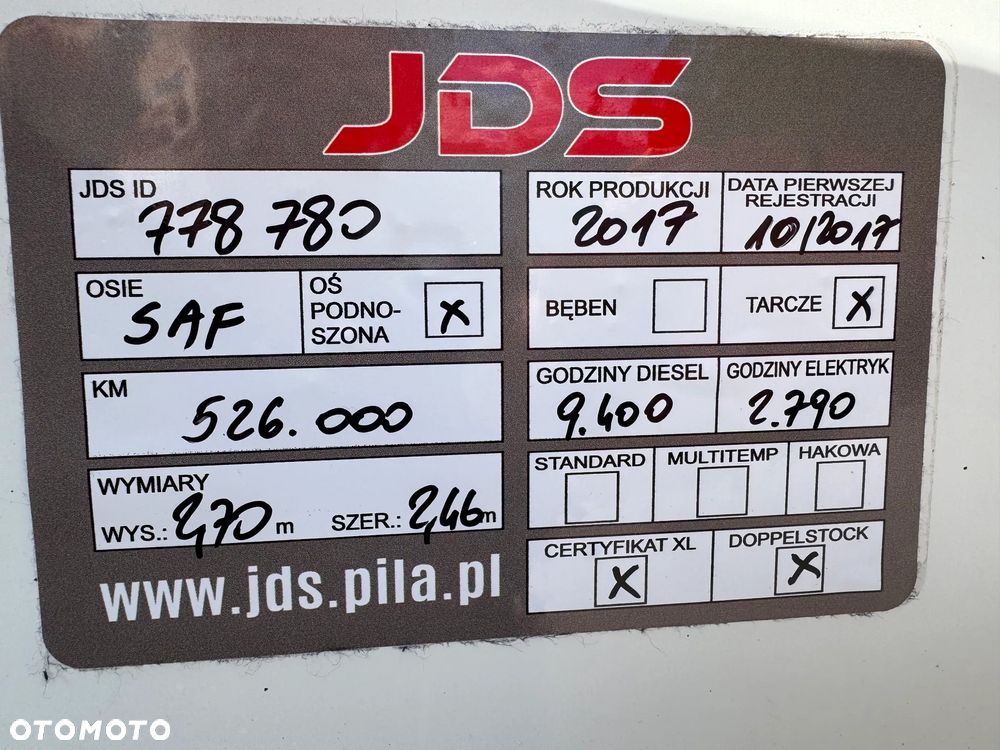 JDS
JDS ID
778 780
ROK PRODUKCJI
2017
DATA PIERWSZEJ
REJESTRACJI
10/2017
OSIE
SAF
OŚ
PODNO-
SZONA
X
BĘBEN
TARCZE X
KM
526.000
GODZINY DIESEL
9.400
GODZINY ELEKTRYK
2.790
WYMIARY
WYS.: 2,70 m SZER.: 2,46 m
STANDARD
MULTITEMP
HAKOWA
CERTYFIKAT XL
X
DOPPELSTOCK
X
www.jds.pila.pl
OTOMOTO